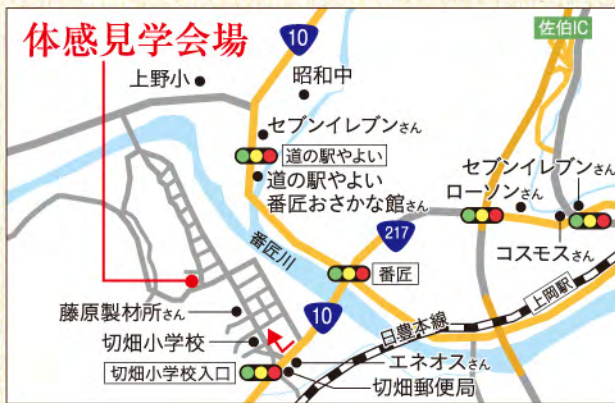 体感見学会場
10
佐伯IC
上野小
昭和中
セブンイレブンさん
道の駅やよい
道の駅やよい
番匠おさかな館さん
セブンイレブンさん
ローソンさん
コスモスさん
217
番匠川
番匠
上岡駅
日豊本線
藤原製材所さん
切畑小学校
10
エネオスさん
切畑小学校入口
切畑郵便局